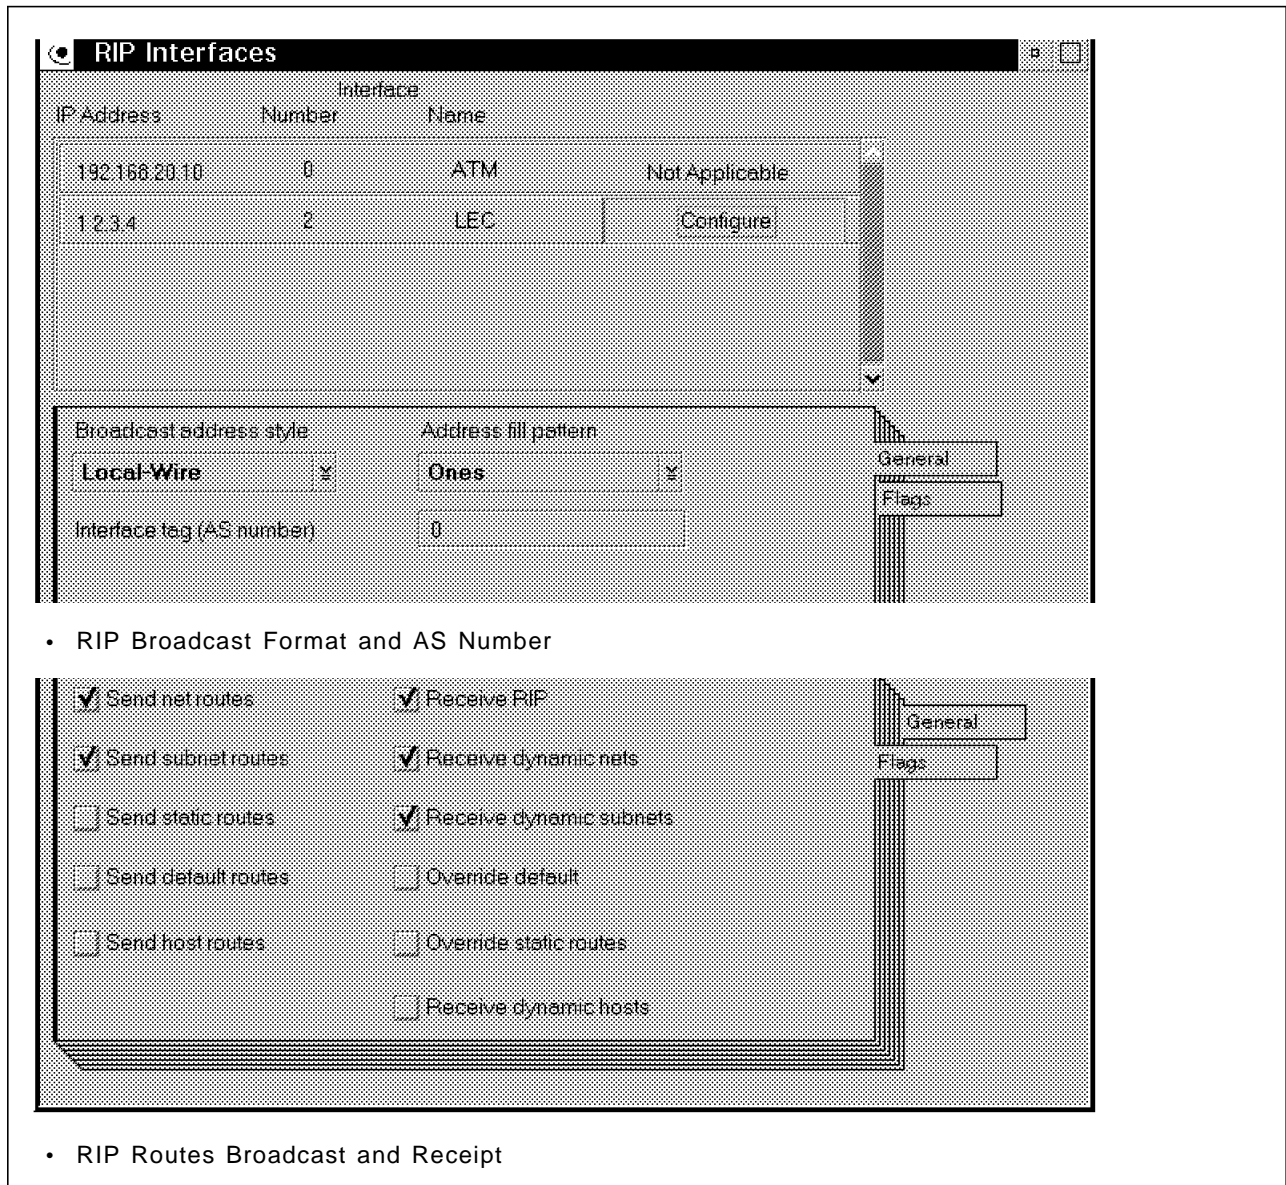 RIP Interfaces
Interface
IP Address Number Name
192.168.20.10 0 ATM Not Applicable
1.2.3.4 2 LEC Configure
Broadcast address style Address fill pattern
General
Local-Wire Ones
Flags
Interface tag (AS number) 0
• RIP Broadcast Format and AS Number
Send net routes Receive RIP
General
Send subnet routes Receive dynamic nets
Flags
Send static routes Receive dynamic subnets
Send default routes Override default
Send host routes Override static routes
Receive dynamic hosts
• RIP Routes Broadcast and Receipt